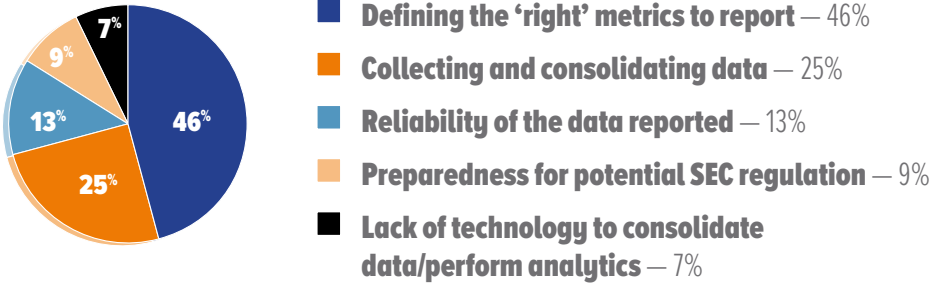 7%
9%
13%
46%
25%
Defining the ‘right’ metrics to report — 46%
Collecting and consolidating data — 25%
Reliability of the data reported — 13%
Preparedness for potential SEC regulation — 9%
Lack of technology to consolidate
data/perform analytics — 7%